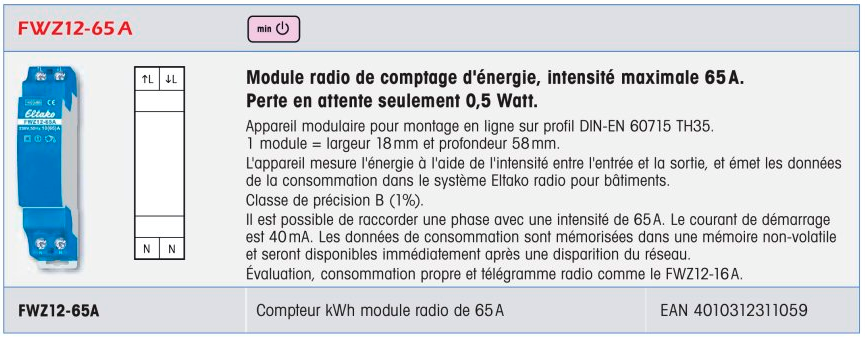 FWZ12-65A
min
↑L ↓L
N N
Eltako
FWZ12-65A
Module radio de comptage d'énergie, intensité maximale 65A.
Perte en attente seulement 0,5 Watt.
Appareil modulaire pour montage en ligne sur profil DIN-EN 60715 TH35.
1 module = largeur 18mm et profondeur 58mm.
L'appareil mesure l'énergie à l'aide de l'intensité entre l'entrée et la sortie, et émet les données
de la consommation dans le système Eltako radio pour bâtiments.
Classe de précision B (1%).
Il est possible de raccorder une phase avec une intensité de 65A. Le courant de démarrage
est 40mA. Les données de consommation sont mémorisées dans une mémoire non-volatile
et seront disponibles immédiatement après une disparition du réseau.
Évaluation, consommation propre et télégramme radio comme le FWZ12-16A.
FWZ12-65A Compteur kWh module radio de 65A EAN 4010312311059